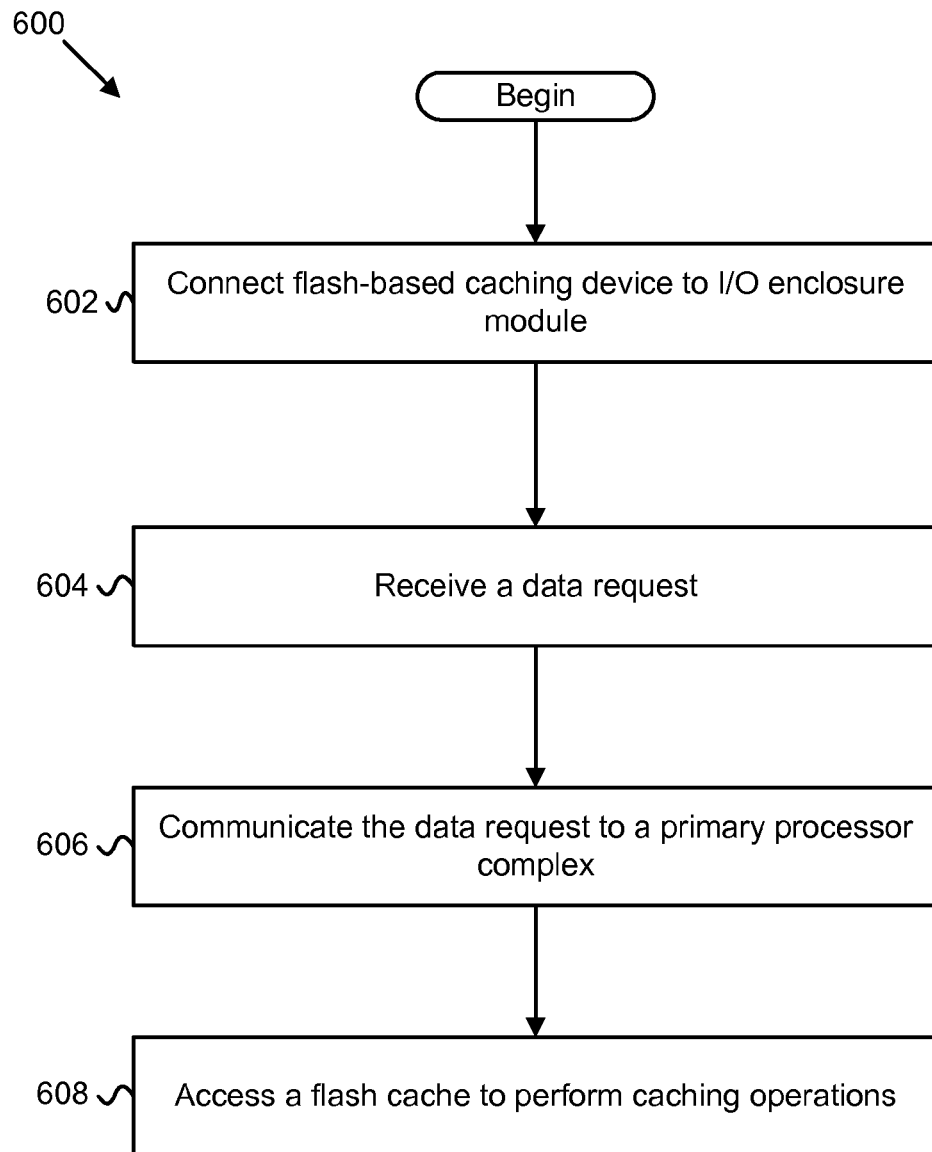 600
Begin
602
Connect flash-based caching device to I/O enclosure
module
604
Receive a data request
606
Communicate the data request to a primary processor
complex
608
Access a flash cache to perform caching operations